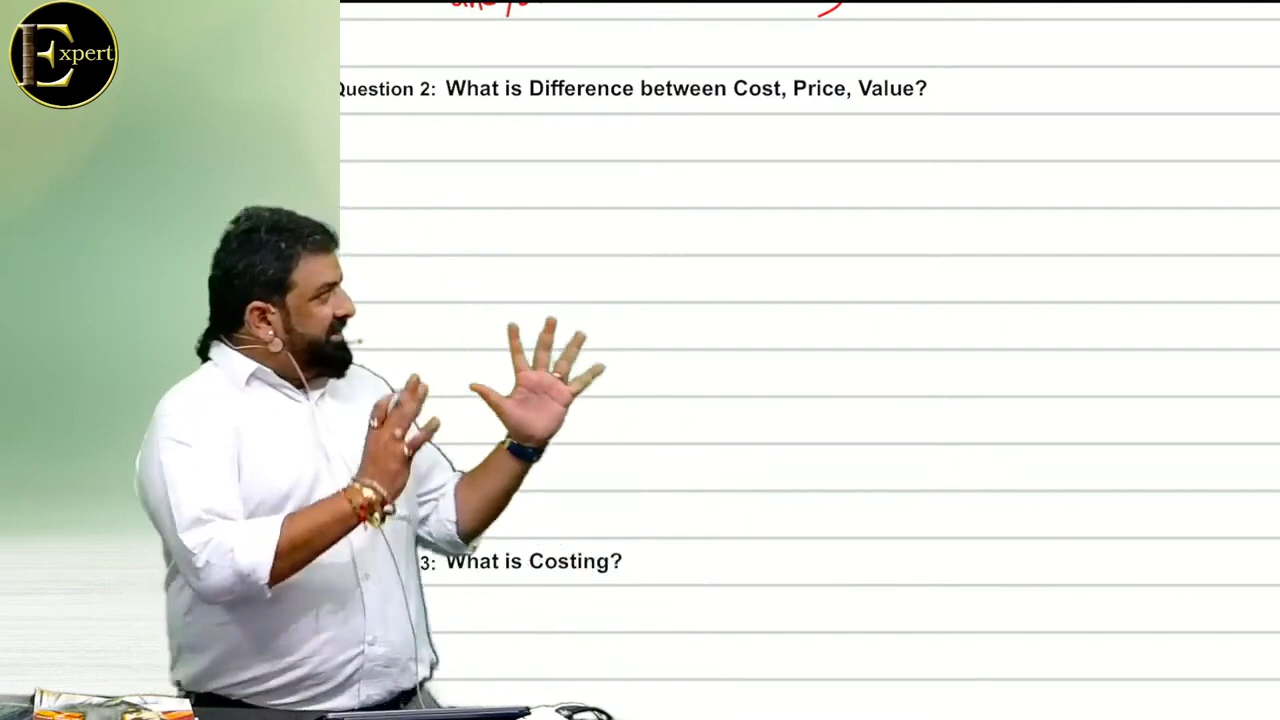 Expert
Question 2: What is Difference between Cost, Price, Value?
3: What is Costing?